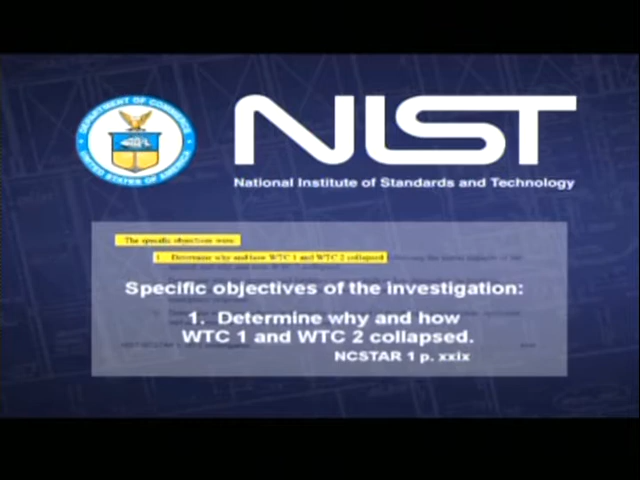 DEPARTMENT OF COMMERCE
UNITED STATES OF AMERICA
NIST
National Institute of Standards and Technology
The specific objectives were:
1. Determine why and how WTC 1 and WTC 2 collapsed
Specific objectives of the investigation:
1. Determine why and how
WTC 1 and WTC 2 collapsed.
NCSTAR 1 p. xxix